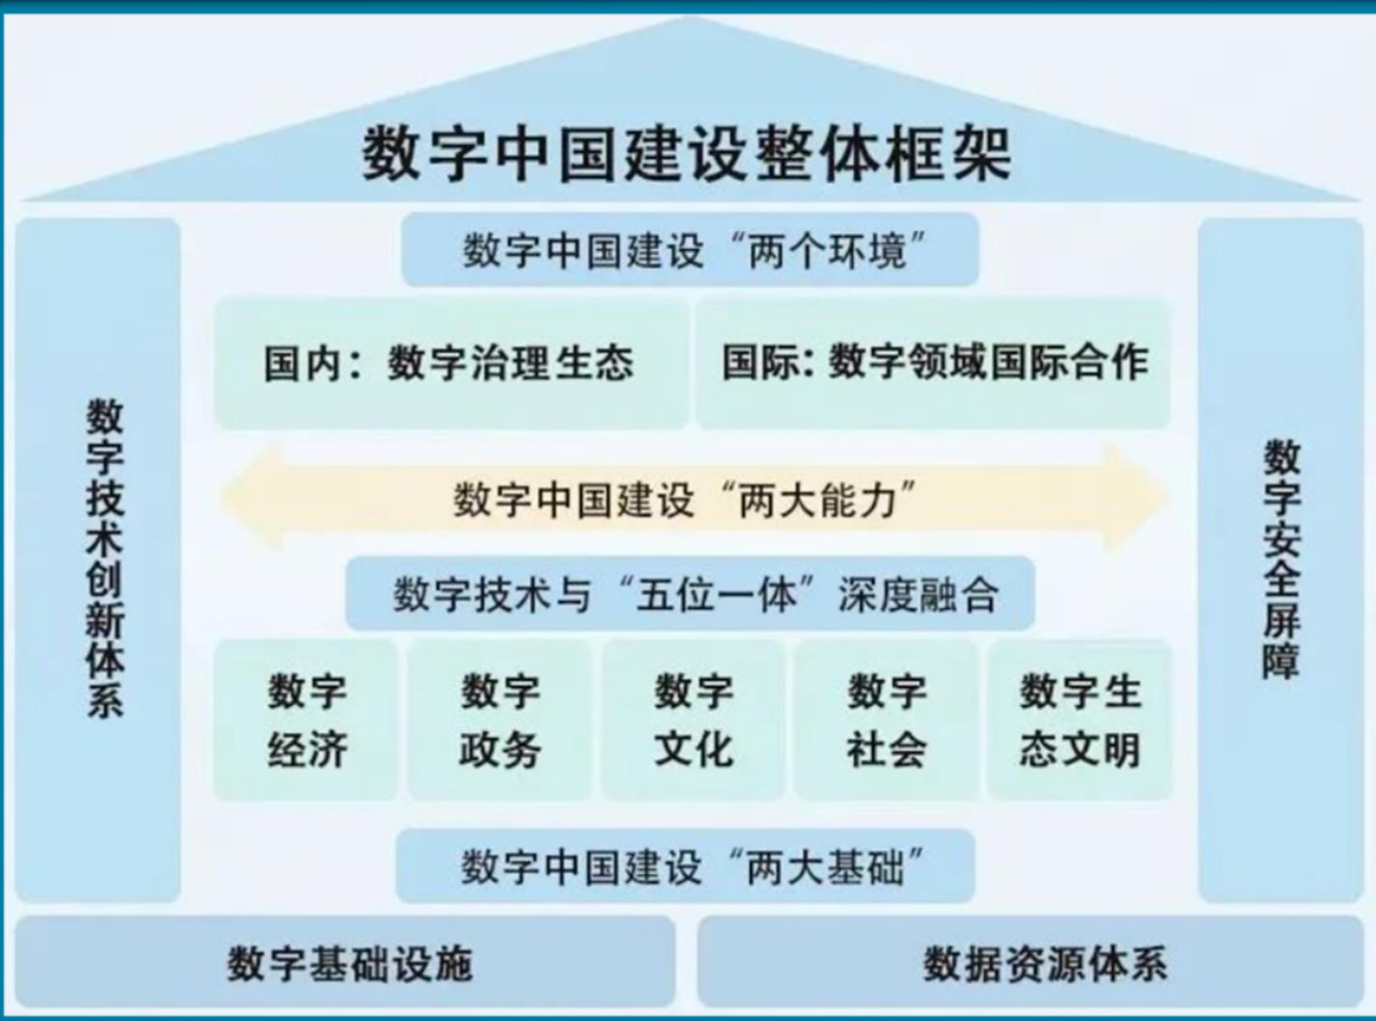 数字中国建设整体框架
数字中国建设“两个环境”
国内：数字治理生态
国际：数字领域国际合作
数字中国建设“两大能力”
数字技术创新体系
数字安全屏障
数字技术与“五位一体”深度融合
数字
经济
数字
政务
数字
文化
数字
社会
数字生
态文明
数字中国建设“两大基础”
数字基础设施
数据资源体系